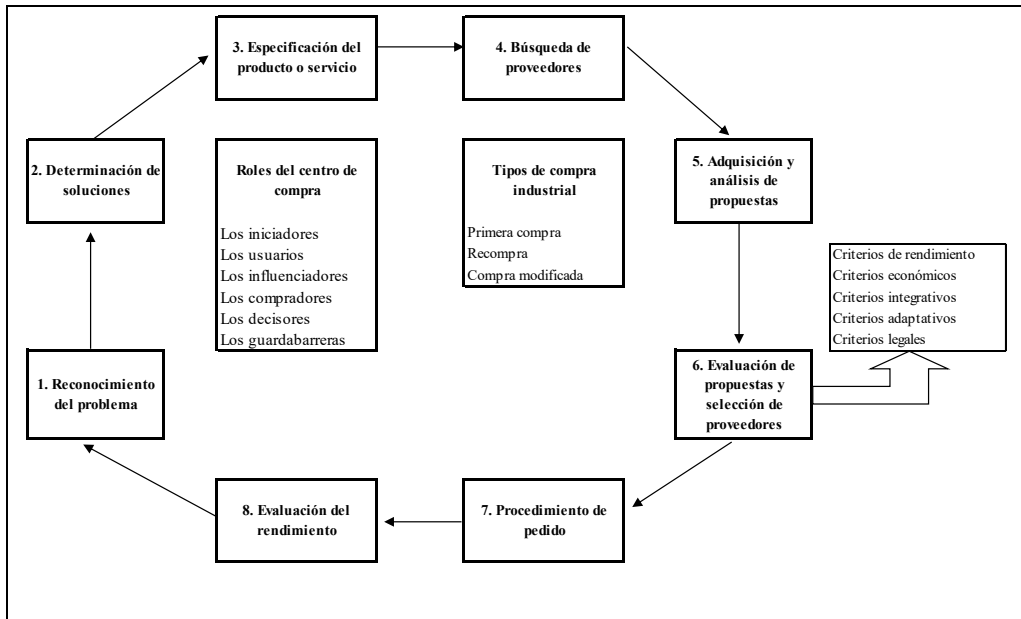 3. Especificación del
producto o servicio
4. Búsqueda de
proveedores
2. Determinación de
soluciones
Roles del centro de
compra
Los iniciadores
Los usuarios
Los influenciadores
Los compradores
Los decisores
Los guardabarreras
Tipos de compra
industrial
Primera compra
Recompra
Compra modificada
5. Adquisición y
análisis de
propuestas
Criterios de rendimiento
Criterios económicos
Criterios integrativos
Criterios adaptativos
Criterios legales
1. Reconocimiento
del problema
6. Evaluación de
propuestas y
selección de
proveedores
8. Evaluación del
rendimiento
7. Procedimiento de
pedido